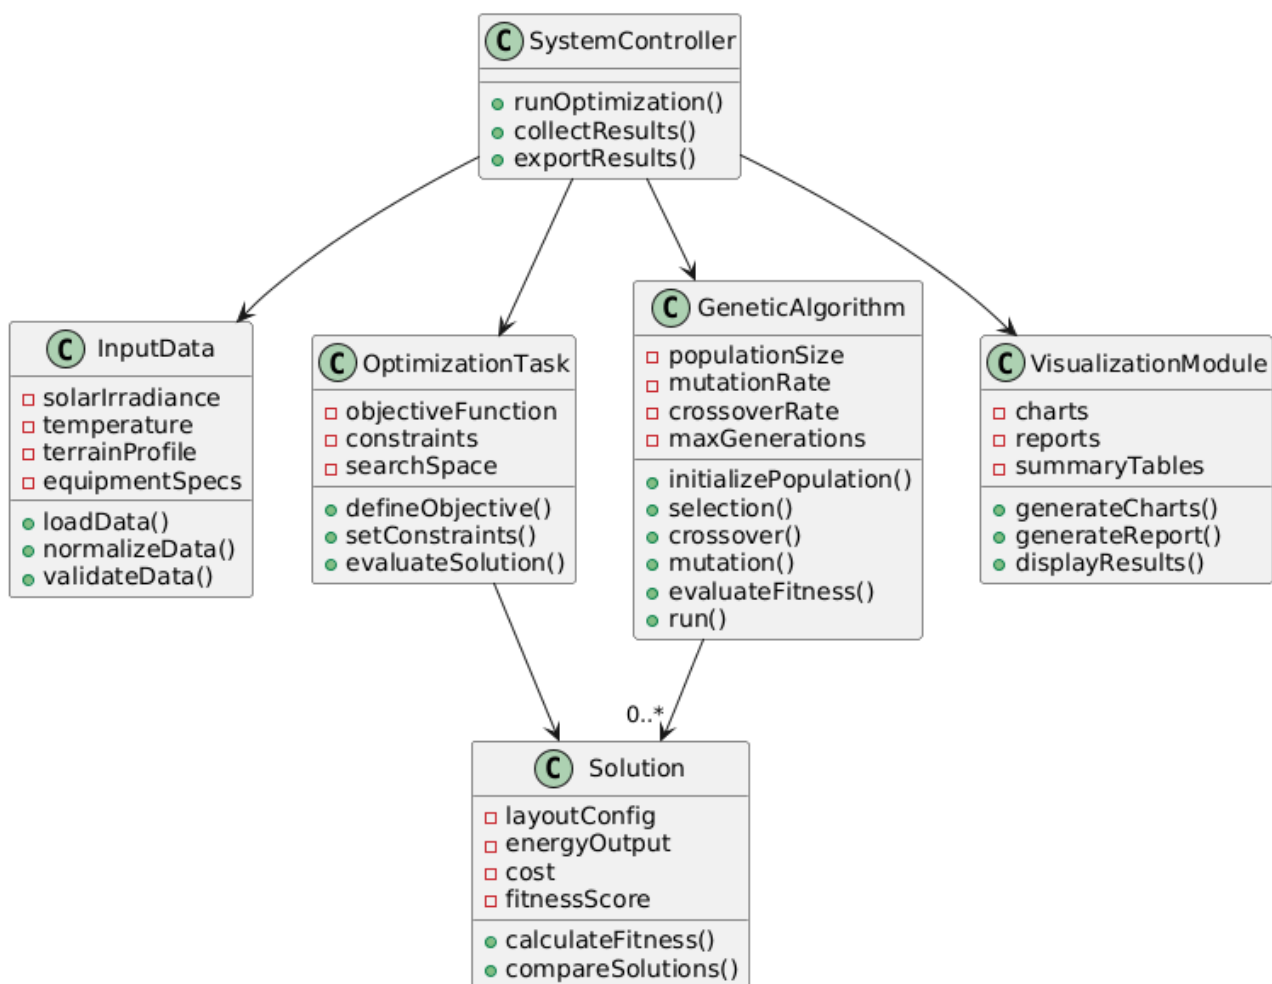 C SystemController
runOptimization()
collectResults()
exportResults()
C InputData
solarIrradiance
temperature
terrainProfile
equipmentSpecs
loadData()
normalizeData()
validateData()
C OptimizationTask
objectiveFunction
constraints
searchSpace
defineObjective()
setConstraints()
evaluateSolution()
C GeneticAlgorithm
populationSize
mutationRate
crossoverRate
maxGenerations
initializePopulation()
selection()
crossover()
mutation()
evaluateFitness()
run()
C VisualizationModule
charts
reports
summaryTables
generateCharts()
generateReport()
displayResults()
0..*
C Solution
layoutConfig
energyOutput
cost
fitnessScore
calculateFitness()
compareSolutions()